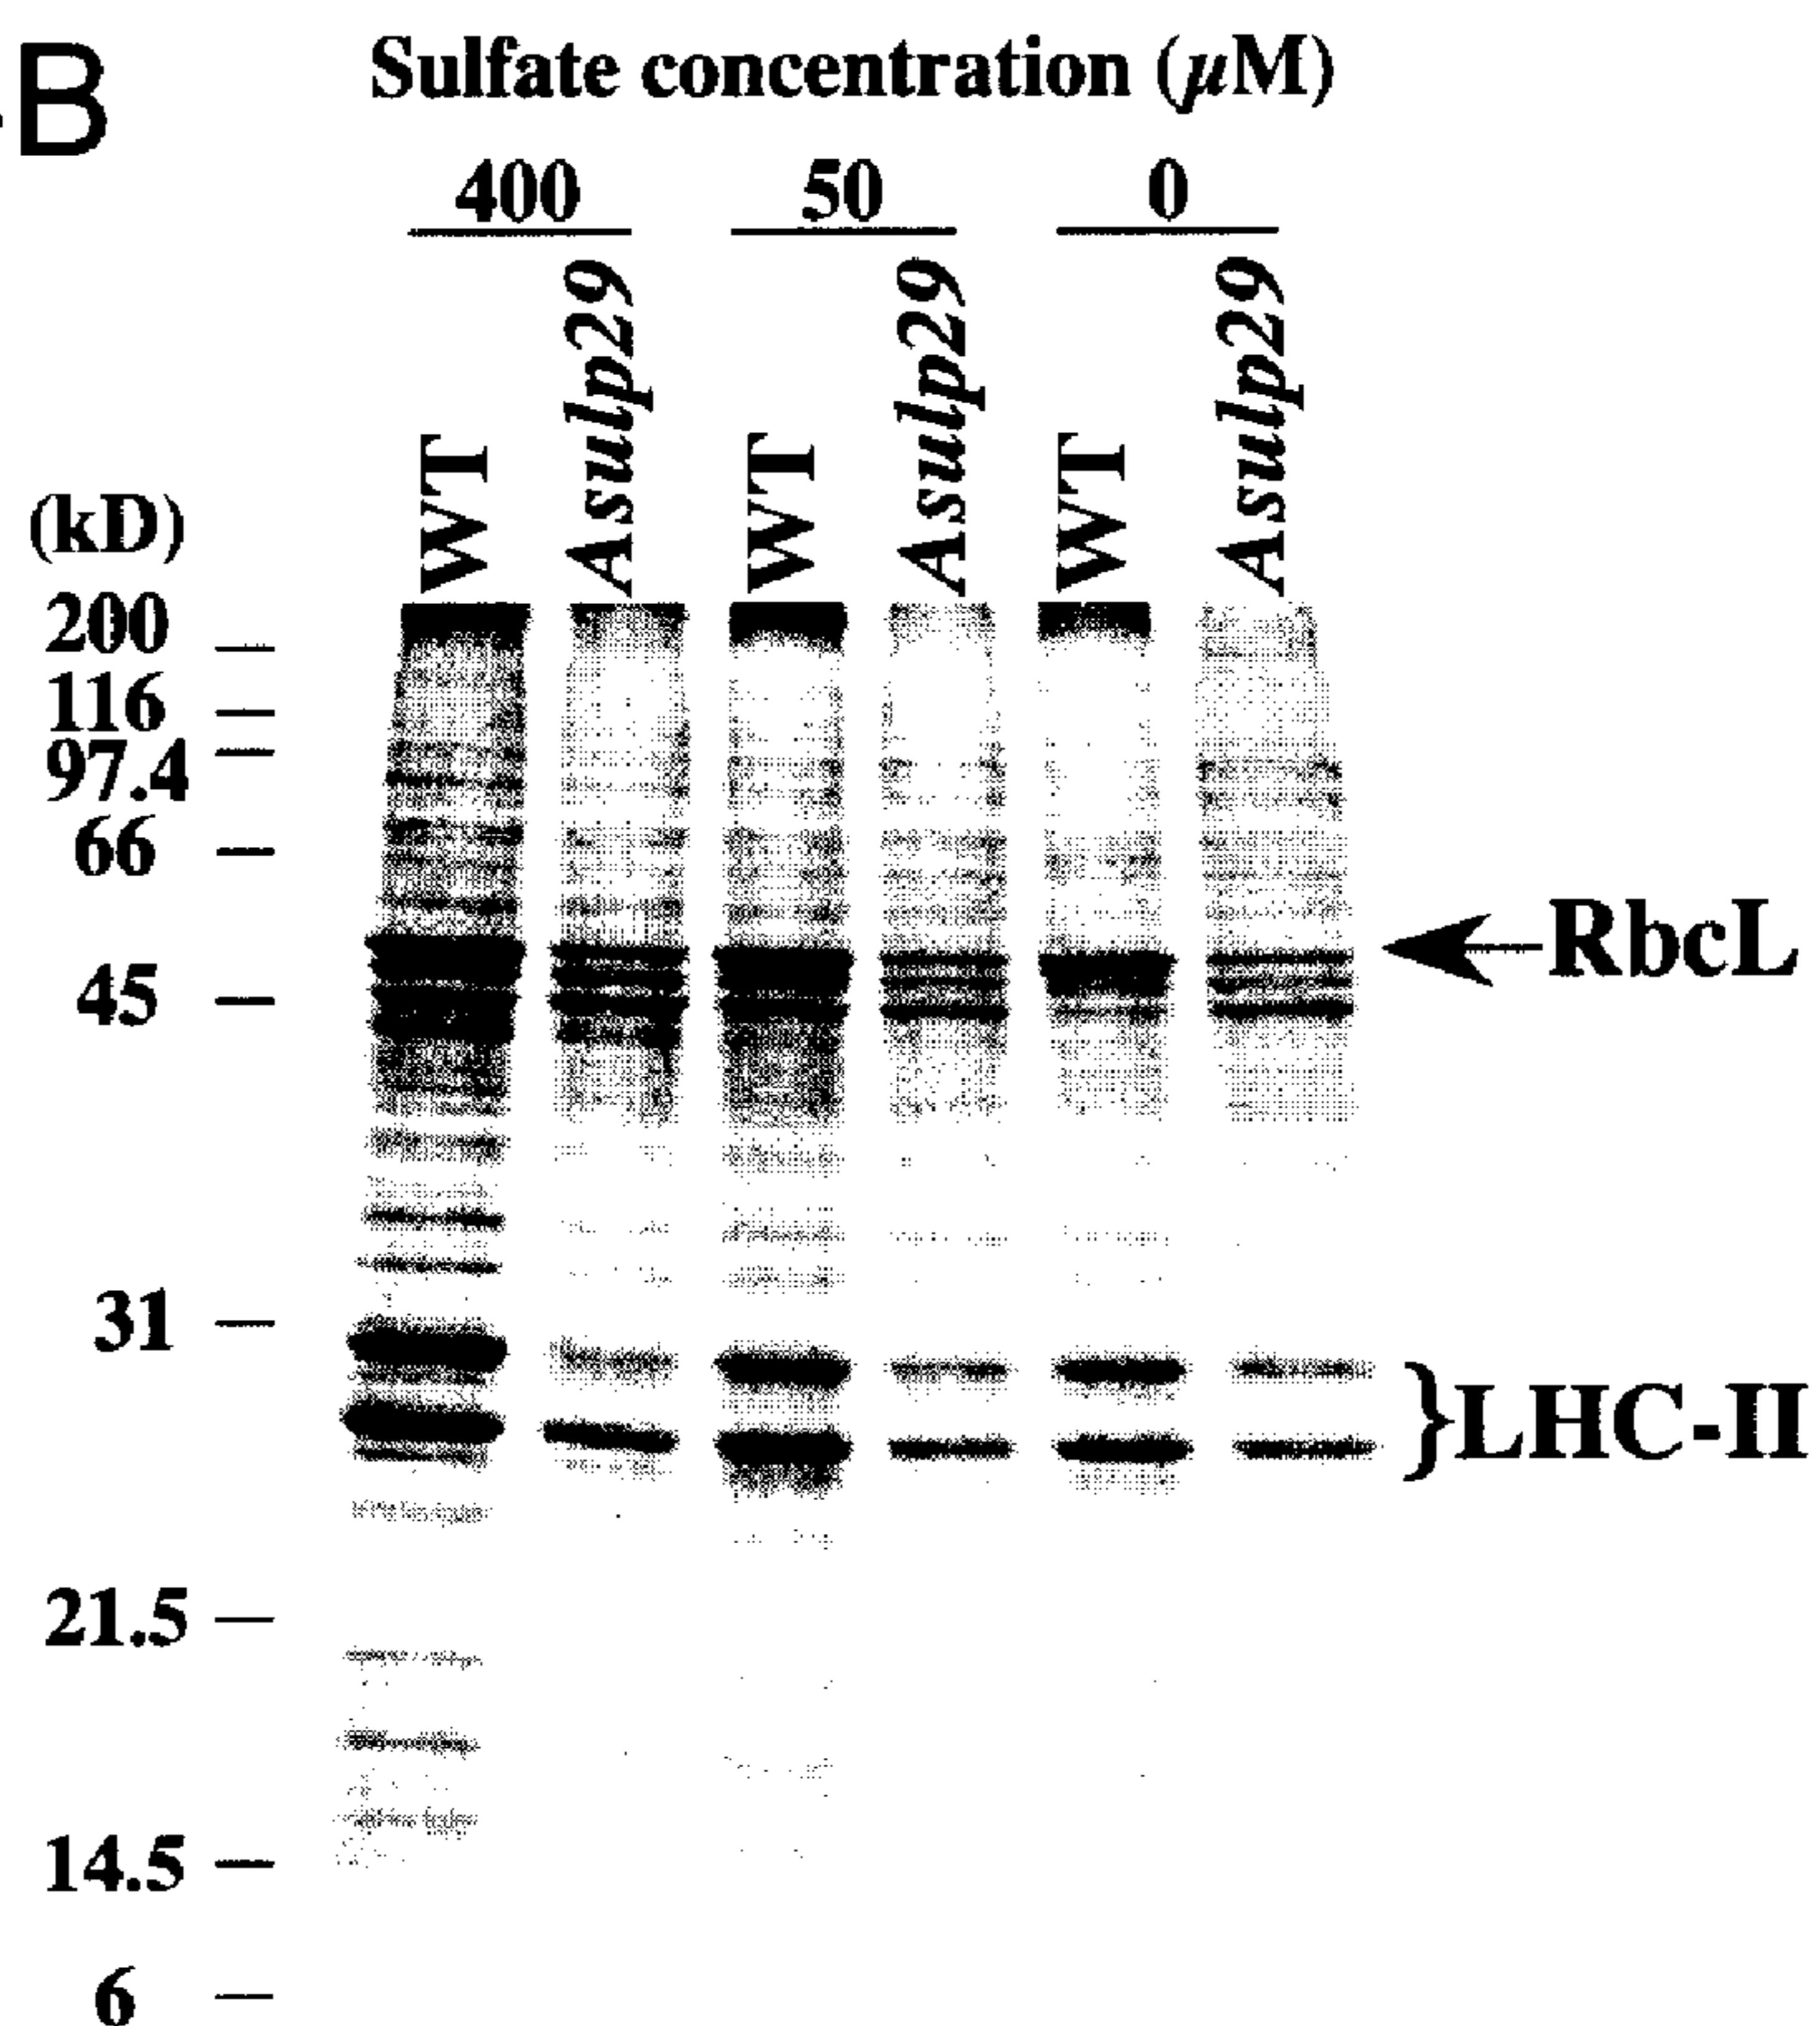 B
Sulfate concentration (µM)
400 50 0
WT Asulp29 WT Asulp29 WT Asulp29
(kD)
200
116
97.4
66
RbcL
45
31
LHC-II
21.5
14.5
6